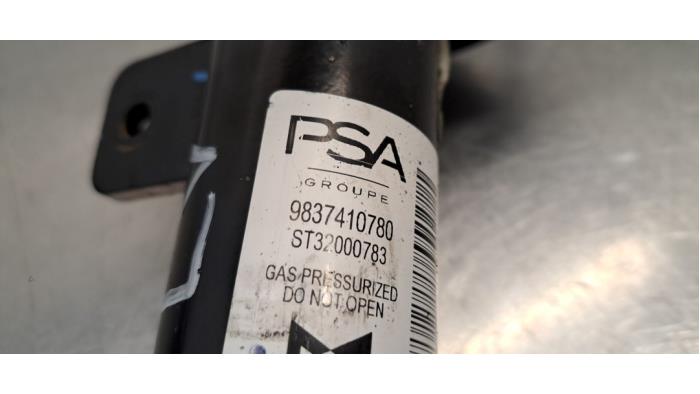 PSA
GROUPE
9837410780
ST32000783
GAS PRESSURIZED
DO NOT OPEN